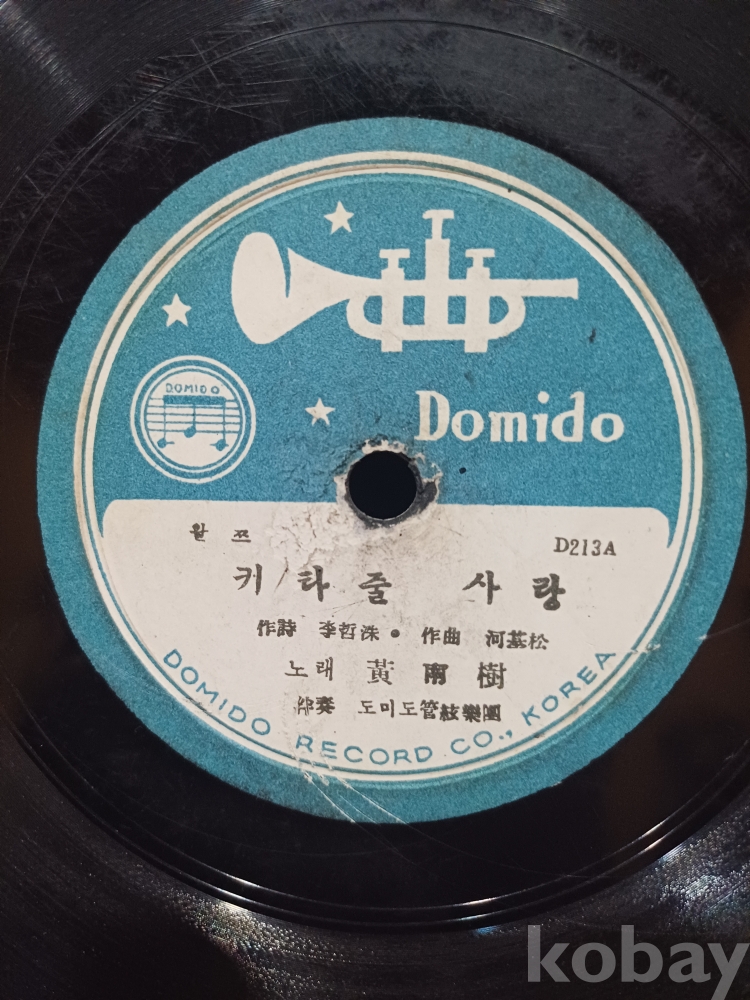 DOMIDO
Domido
왈쯔
D213A
키타줄 사랑
作詩 李哲洙 • 作曲 河基松
노래 黃雨樹
伴奏 도미도管絃樂團
DOMIDO RECORD CO., KOREA
kobay